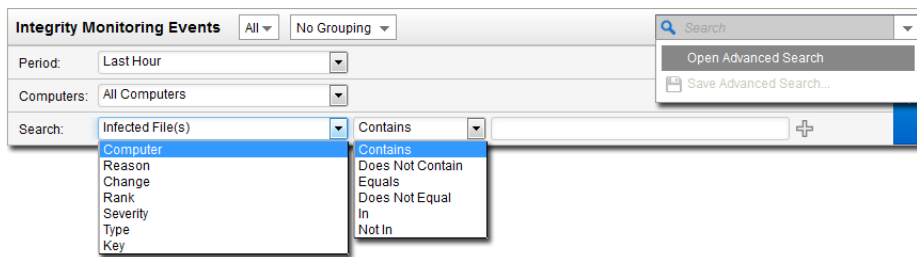 Integrity Monitoring Events All No Grouping Search
Open Advanced Search
Save Advanced Search...
Period: Last Hour
Computers: All Computers
Search: Infected File(s) Contains
Computer
Reason
Change
Rank
Severity
Type
Key
Contains
Does Not Contain
Equals
Does Not Equal
In
Not In